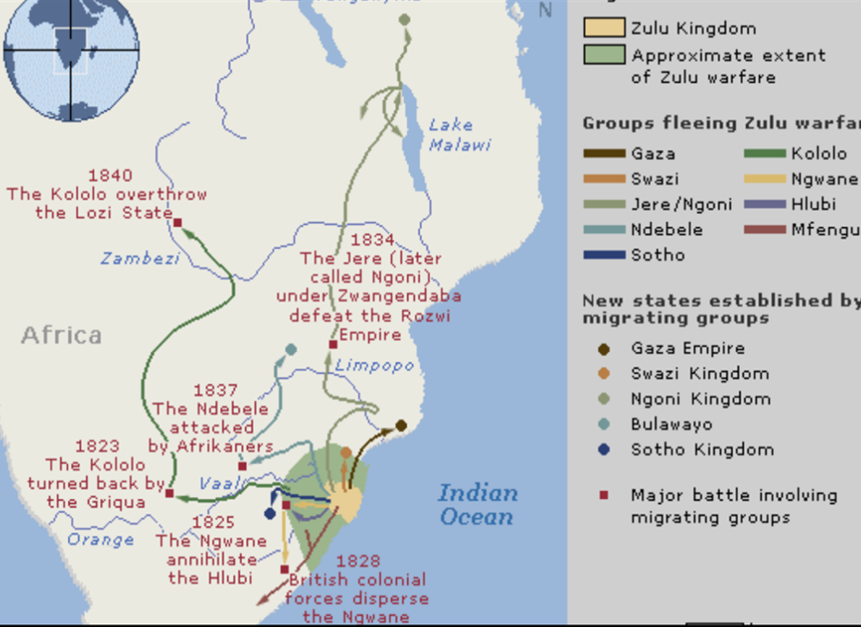 N
Zulu Kingdom
Approximate extent
of Zulu warfare
Groups fleeing Zulu warfar
Gaza
Kololo
Swazi
Ngwane
Jere/Ngoni
Hlubi
Ndebele
Mfengu
Sotho
New states established by
migrating groups
Gaza Empire
Swazi Kingdom
Ngoni Kingdom
Bulawayo
Sotho Kingdom
Major battle involving
migrating groups
Lake
Malawi
1840
The Kololo overthrow
the Lozi State
Zambezi
1834
The Jere (later
called Ngoni)
under Zwangendaba
defeat the Rozwi
Empire
Africa
Limpopo
1837
The Ndebele
attacked
by Afrikaners
1823
The Kololo
turned back by
the Griqua
Vaal
Indian
Ocean
Orange
1825
The Ngwane
annihilate
the Hlubi
1828
British colonial
forces disperse
the Ngwane